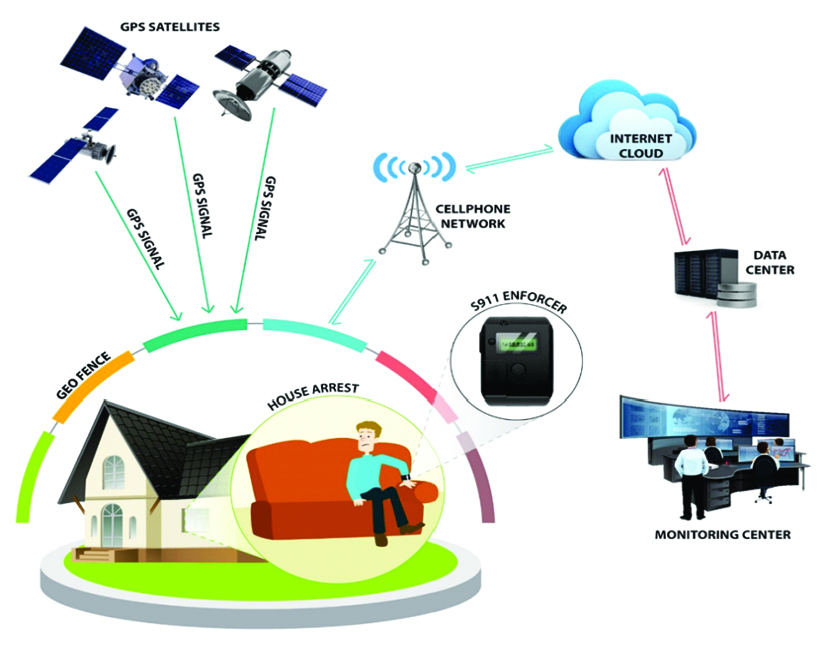 GPS SATELLITES
GPS SIGNAL
GPS SIGNAL
GPS SIGNAL
CELLPHONE
NETWORK
INTERNET
CLOUD
DATA
CENTER
S911 ENFORCER
GEO FENCE
HOUSE ARREST
MONITORING CENTER